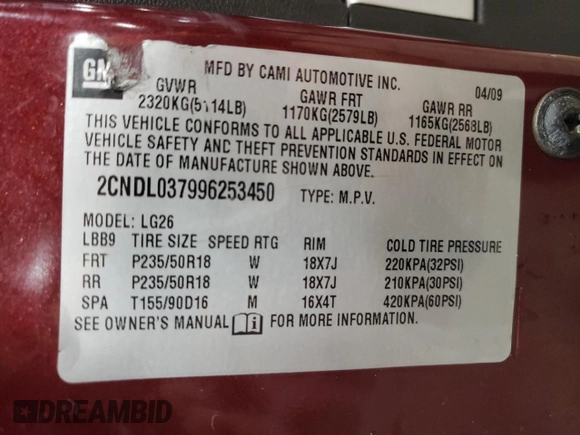 GM
MFD BY CAMI AUTOMOTIVE INC.
04/09
GVWR GAWR FRT GAWR RR
2320KG(5114LB) 1170KG(2579LB) 1165KG(2568LB)
THIS VEHICLE CONFORMS TO ALL APPLICABLE U.S. FEDERAL MOTOR
VEHICLE SAFETY AND THEFT PREVENTION STANDARDS IN EFFECT ON
THE DATE OF MANUFACTURE SHOWN ABOVE.
2CNDL037996253450 TYPE: M.P.V.
MODEL: LG26
LBB9 TIRE SIZE SPEED RTG RIM COLD TIRE PRESSURE
FRT P235/50R18 W 18X7J 220KPA(32PSI)
RR P235/50R18 W 18X7J 210KPA(30PSI)
SPA T155/90D16 M 16X4T 420KPA(60PSI)
SEE OWNER'S MANUAL FOR MORE INFORMATION.
DREAMBID